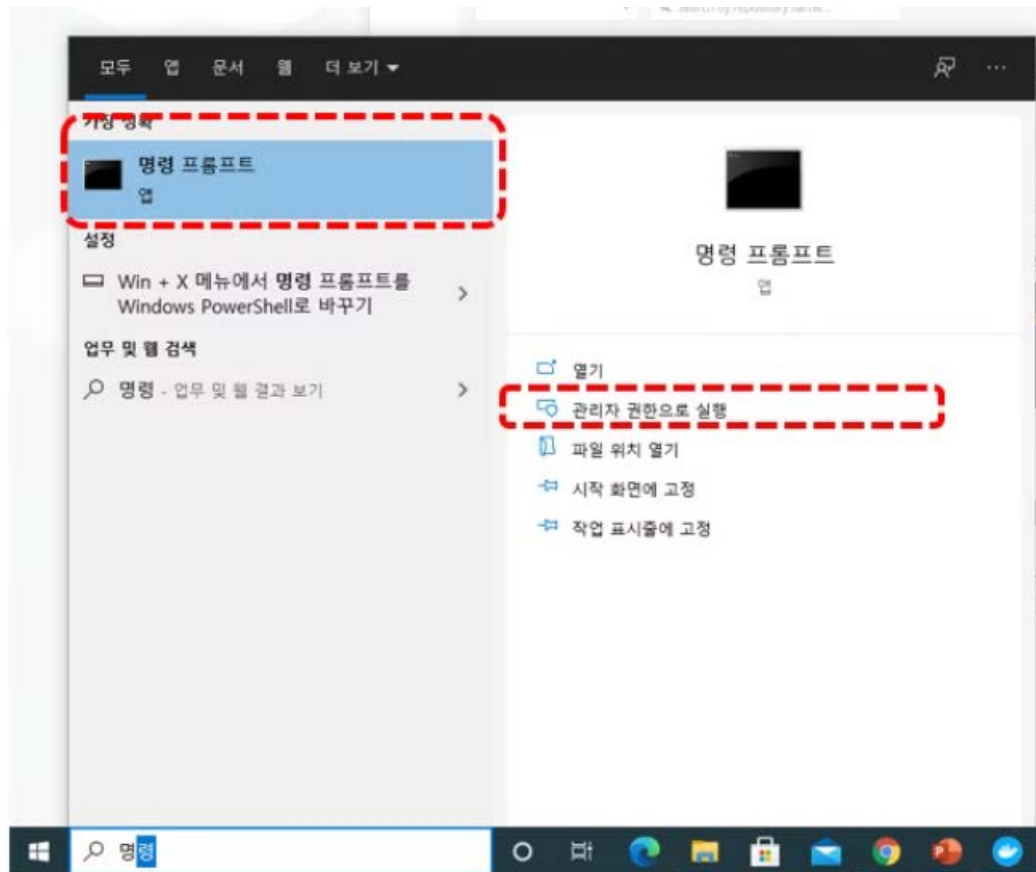 Search by repository name...
모두 앱 문서 웹 더 보기
가장 정확
명령 프롬프트
앱
설정
Win + X 메뉴에서 명령 프롬프트를
Windows PowerShell로 바꾸기
업무 및 웹 검색
명령 - 업무 및 웹 결과 보기
명령 프롬프트
앱
열기
관리자 권한으로 실행
파일 위치 열기
시작 화면에 고정
작업 표시줄에 고정
명령